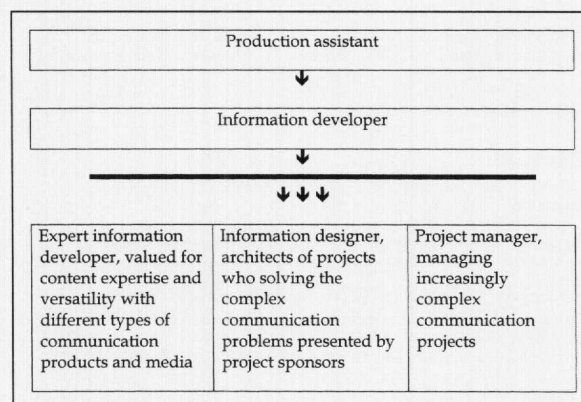 Production assistant
Information developer
Expert information
developer, valued for
content expertise and
versatility with
different types of
communication
products and media
Information designer,
architects of projects
who solving the
complex
communication
problems presented by
project sponsors
Project manager,
managing
increasingly
complex
communication
projects